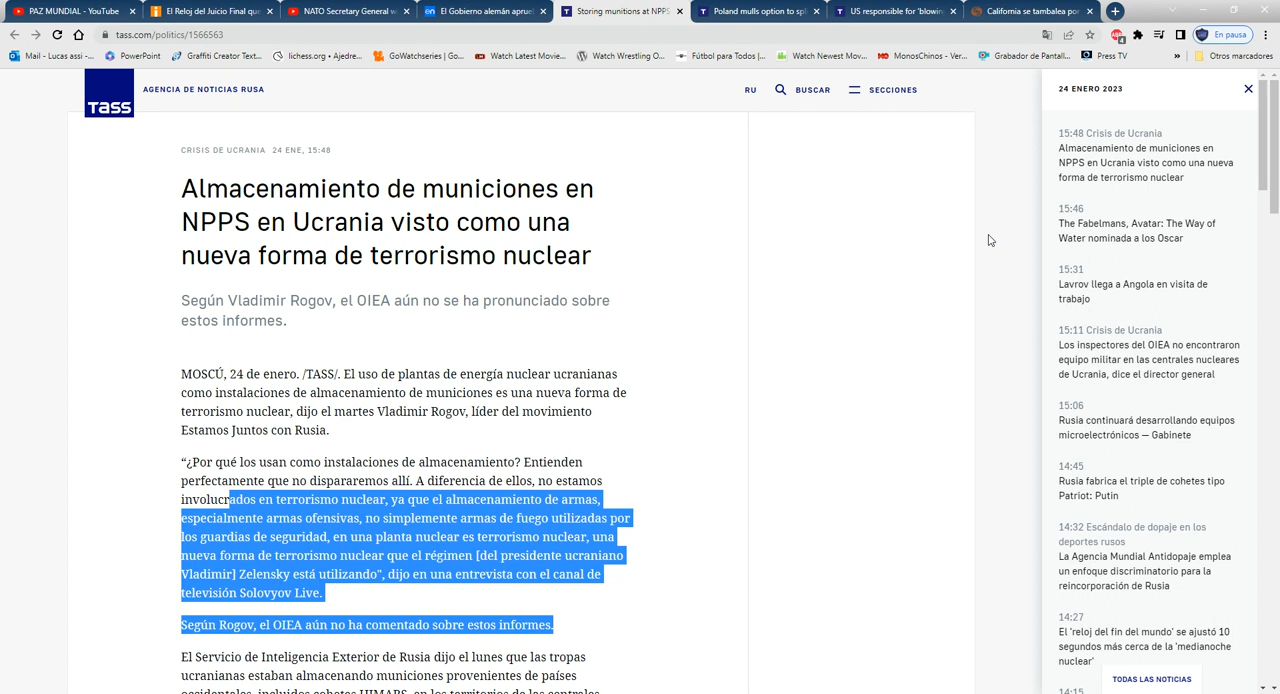 PAZ MUNDIAL - YouTube
El Reloj del Juicio Final que
NATO Secretary General w
El Gobierno alemán aprue
Storing munitions at NPPS
Poland mulls option to sp
US responsible for 'blowin
California se tambalea por
tass.com/politics/1566563
En pausa
Mail - Lucas assi -...
PowerPoint
Graffiti Creator Text...
lichess.org • Ajedre...
GoWatchSeries | Go...
Watch Latest Movie...
Watch Wrestling O...
Fútbol para Todos |...
Watch Newest Mov...
MonosChinos - Ver...
Grabador de Pantall...
Press TV
»
Otros marcadores
TASS
AGENCIA DE NOTICIAS RUSA
RU
BUSCAR
SECCIONES
CRISIS DE UCRANIA 24 ENE, 15:48
Almacenamiento de municiones en
NPPS en Ucrania visto como una
nueva forma de terrorismo nuclear
Según Vladimir Rogov, el OIEA aún no se ha pronunciado sobre
estos informes.
MOSCÚ, 24 de enero. /TASS/. El uso de plantas de energía nuclear ucranianas
como instalaciones de almacenamiento de municiones es una nueva forma de
terrorismo nuclear, dijo el martes Vladimir Rogov, líder del movimiento
Estamos Juntos con Rusia.
“¿Por qué los usan como instalaciones de almacenamiento? Entienden
perfectamente que no dispararemos allí. A diferencia de ellos, no estamos
involucrados en terrorismo nuclear, ya que el almacenamiento de armas,
especialmente armas ofensivas, no simplemente armas de fuego utilizadas por
los guardias de seguridad, en una planta nuclear es terrorismo nuclear, una
nueva forma de terrorismo nuclear que el régimen [del presidente ucraniano
Vladimir] Zelensky está utilizando", dijo en una entrevista con el canal de
televisión Solovyov Live.
Según Rogov, el OIEA aún no ha comentado sobre estos informes.
El Servicio de Inteligencia Exterior de Rusia dijo el lunes que las tropas
ucranianas estaban almacenando municiones provenientes de países
occidentales, incluidos cohetes HIMARS, en los territorios de las centrales
24 ENERO 2023
15:48 Crisis de Ucrania
Almacenamiento de municiones en
NPPS en Ucrania visto como una nueva
forma de terrorismo nuclear
15:46
The Fabelmans, Avatar: The Way of
Water nominada a los Oscar
15:31
Lavrov llega a Angola en visita de
trabajo
15:11 Crisis de Ucrania
Los inspectores del OIEA no encontraron
equipo militar en las centrales nucleares
de Ucrania, dice el director general
15:06
Rusia continuará desarrollando equipos
microelectrónicos — Gabinete
14:45
Rusia fabrica el triple de cohetes tipo
Patriot: Putin
14:32 Escándalo de dopaje en los
deportes rusos
La Agencia Mundial Antidopaje emplea
un enfoque discriminatorio para la
reincorporación de Rusia
14:27
El 'reloj del fin del mundo' se ajustó 10
segundos más cerca de la 'medianoche
nuclear'
14:15
TODAS LAS NOTICIAS